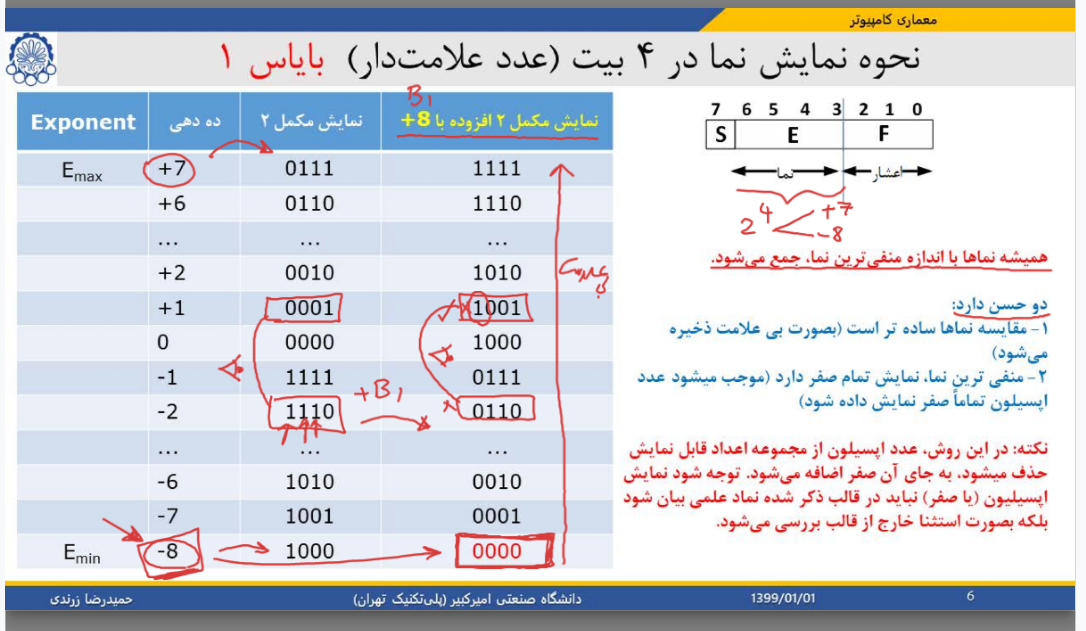 معماری کامپیوتر
نحوه نمایش نما در ۴ بیت (عدد علامت‌دار) بایاس ۱
B1
Exponent ده دهی نمایش مکمل ۲ نمایش مکمل ۲ افزوده با 8+
Emax +7 0111 1111
+6 0110 1110
... ... ...
+2 0010 1010
+1 0001 1001
0 0000 1000
-1 1111 0111
+B1
-2 1110 0110
... ... ...
-6 1010 0010
-7 1001 0001
Emin -8 1000 0000
7 6 5 4 3 2 1 0
S E F
نما اعشار
2^4 +7
-8
همیشه نماها با اندازه منفی‌ترین نما، جمع می‌شود.
دو حسن دارد:
۱- مقایسه نماها ساده تر است (بصورت بی علامت ذخیره
می‌شود)
۲- منفی ترین نما، نمایش تمام صفر دارد (موجب میشود عدد
اپسیلون تماماً صفر نمایش داده شود)
نکته: در این روش، عدد اپسیلون از مجموعه اعداد قابل نمایش
حذف میشود، به جای آن صفر اضافه می‌شود. توجه شود نمایش
اپسیلیون (یا صفر) نباید در قالب ذکر شده نماد علمی بیان شود
بلکه بصورت استثنا خارج از قالب بررسی می‌شود.
حمیدرضا زرندی دانشگاه صنعتی امیرکبیر (پلی‌تکنیک تهران) 1399/01/01 6